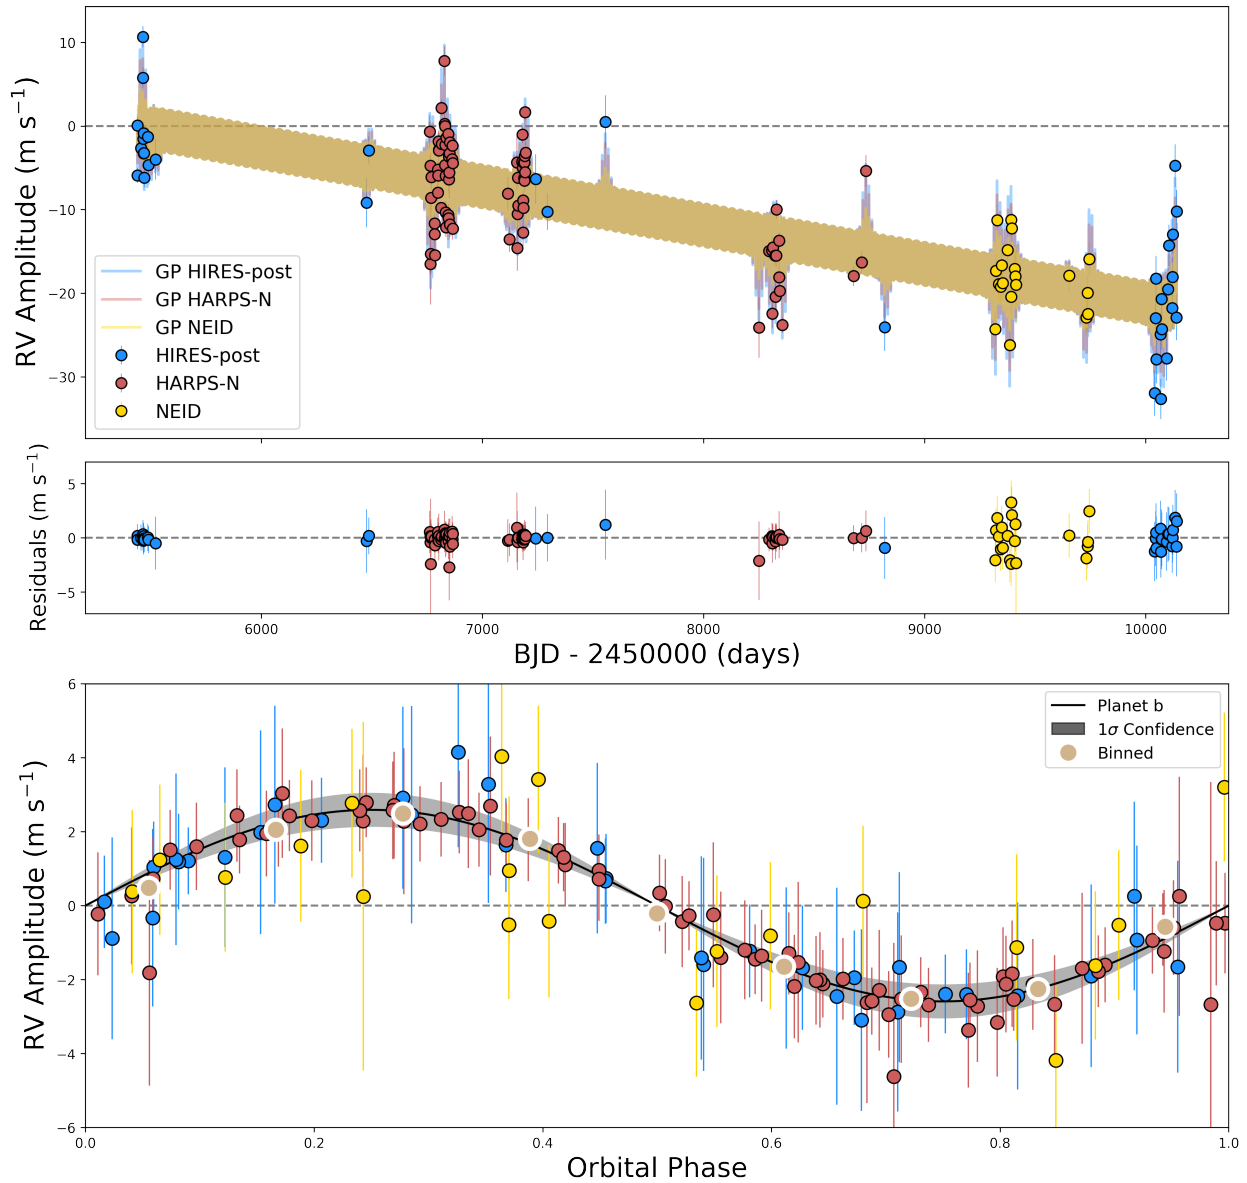 RV Amplitude (m s⁻¹)
10
0
−10
−20
−30
GP HIRES-post
GP HARPS-N
GP NEID
HIRES-post
HARPS-N
NEID
Residuals (m s⁻¹)
5
0
−5
6000 7000 8000 9000 10000
BJD - 2450000 (days)
RV Amplitude (m s⁻¹)
6
4
2
0
−2
−4
−6
Planet b
1σ Confidence
Binned
0.0 0.2 0.4 0.6 0.8 1.0
Orbital Phase